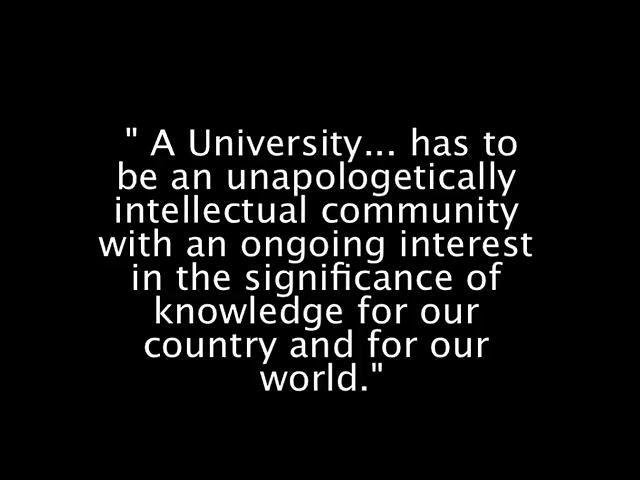 " A University... has to
be an unapologetically
intellectual community
with an ongoing interest
in the significance of
knowledge for our
country and for our
world."